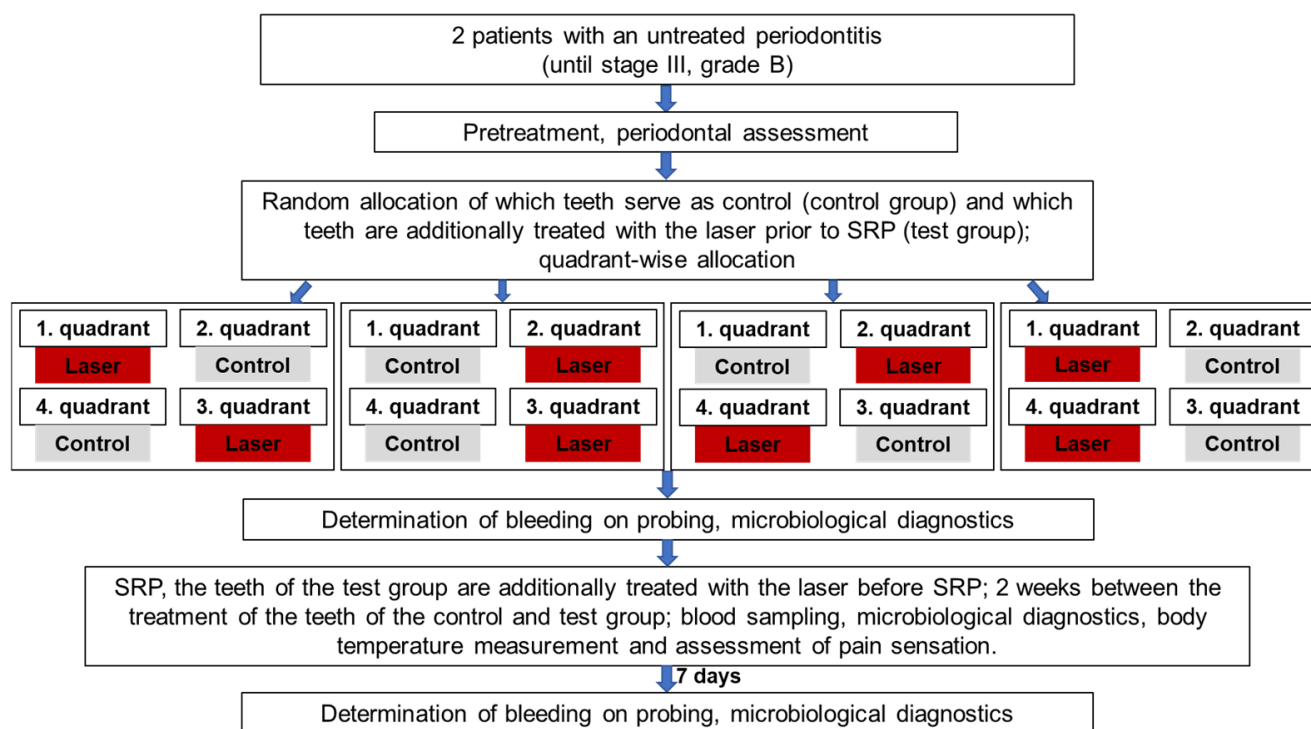 2 patients with an untreated periodontitis
(until stage III, grade B)
Pretreatment, periodontal assessment
Random allocation of which teeth serve as control (control group) and which
teeth are additionally treated with the laser prior to SRP (test group);
quadrant-wise allocation
1. quadrant 2. quadrant
Laser Control
4. quadrant 3. quadrant
Control Laser
1. quadrant 2. quadrant
Control Laser
4. quadrant 3. quadrant
Control Laser
1. quadrant 2. quadrant
Control Laser
4. quadrant 3. quadrant
Laser Control
1. quadrant 2. quadrant
Laser Control
4. quadrant 3. quadrant
Laser Control
Determination of bleeding on probing, microbiological diagnostics
SRP, the teeth of the test group are additionally treated with the laser before SRP; 2 weeks between the
treatment of the teeth of the control and test group; blood sampling, microbiological diagnostics, body
temperature measurement and assessment of pain sensation.
7 days
Determination of bleeding on probing, microbiological diagnostics